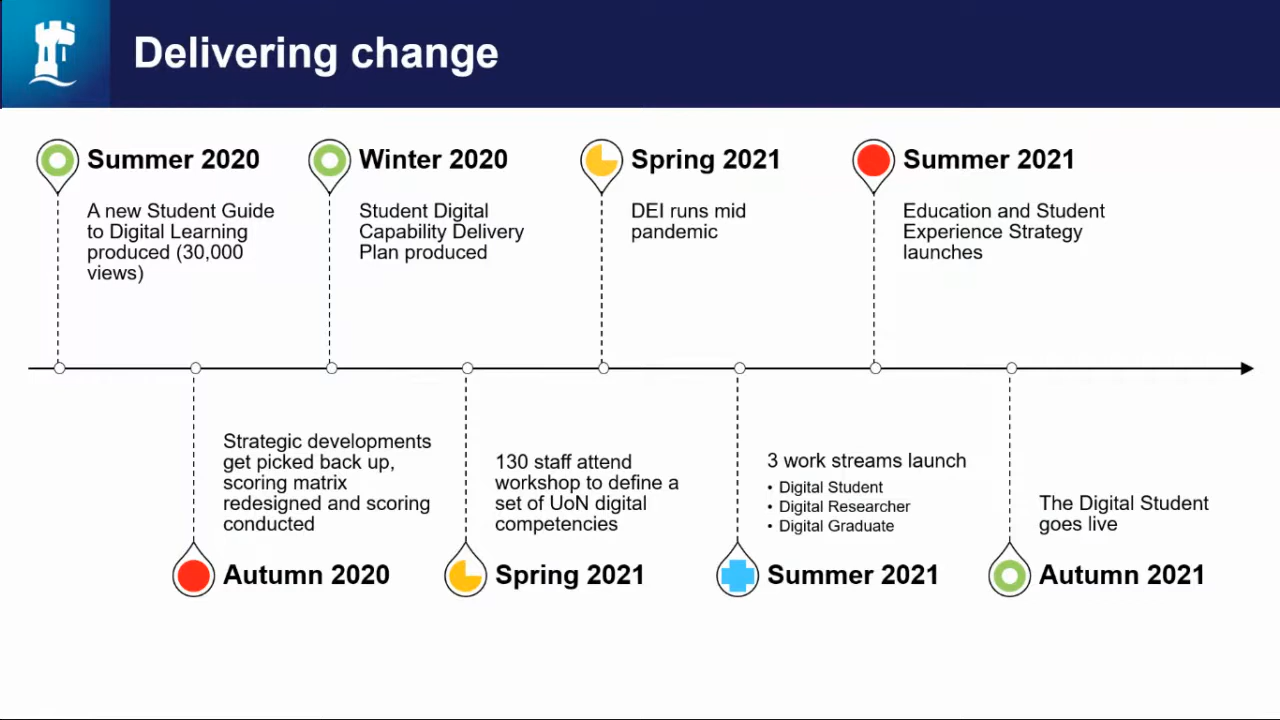 Delivering change
Summer 2020
A new Student Guide
to Digital Learning
produced (30,000
views)
Winter 2020
Student Digital
Capability Delivery
Plan produced
Spring 2021
DEI runs mid
pandemic
Summer 2021
Education and Student
Experience Strategy
launches
Strategic developments
get picked back up,
scoring matrix
redesigned and scoring
conducted
Autumn 2020
130 staff attend
workshop to define a
set of UoN digital
competencies
Spring 2021
3 work streams launch
• Digital Student
• Digital Researcher
• Digital Graduate
Summer 2021
The Digital Student
goes live
Autumn 2021